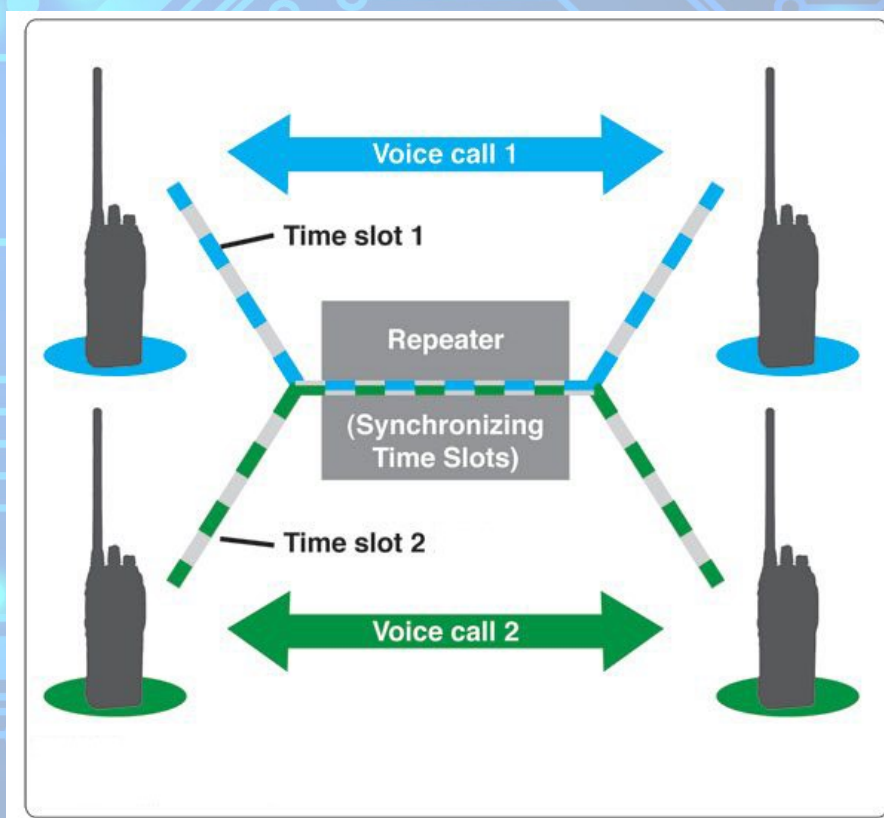 Voice call 1
Time slot 1
Repeater
(Synchronizing
Time Slots)
Time slot 2
Voice call 2